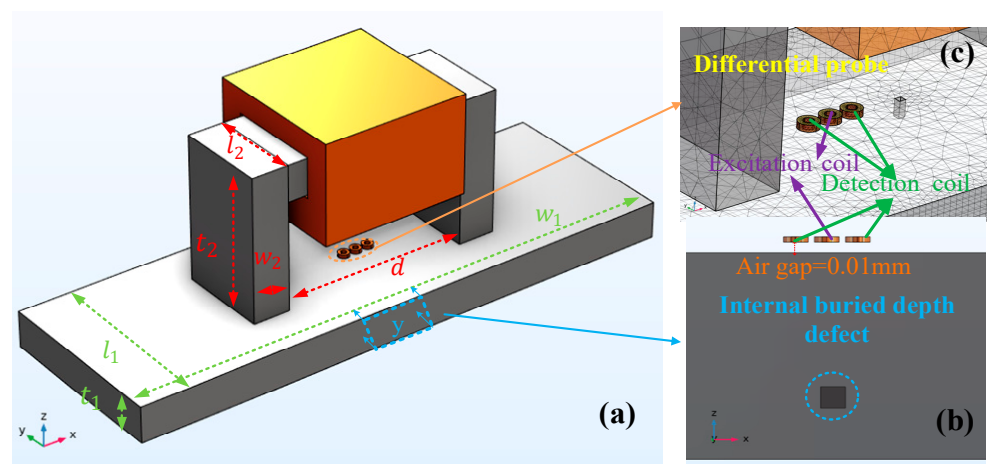 l₂
t₂
w₂
d
w₁
y
l₁
t₁
z
y
x
(a)
(c)
Differential probe
Excitation coil
Detection coil
Air gap=0.01mm
Internal buried depth
defect
z
y
x
(b)